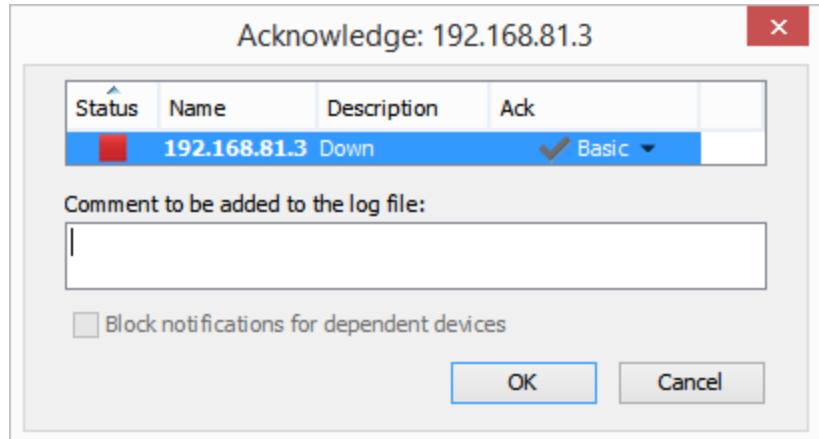 Acknowledge: 192.168.81.3
Status Name Description Ack
192.168.81.3 Down Basic
Comment to be added to the log file:
Block notifications for dependent devices
OK Cancel